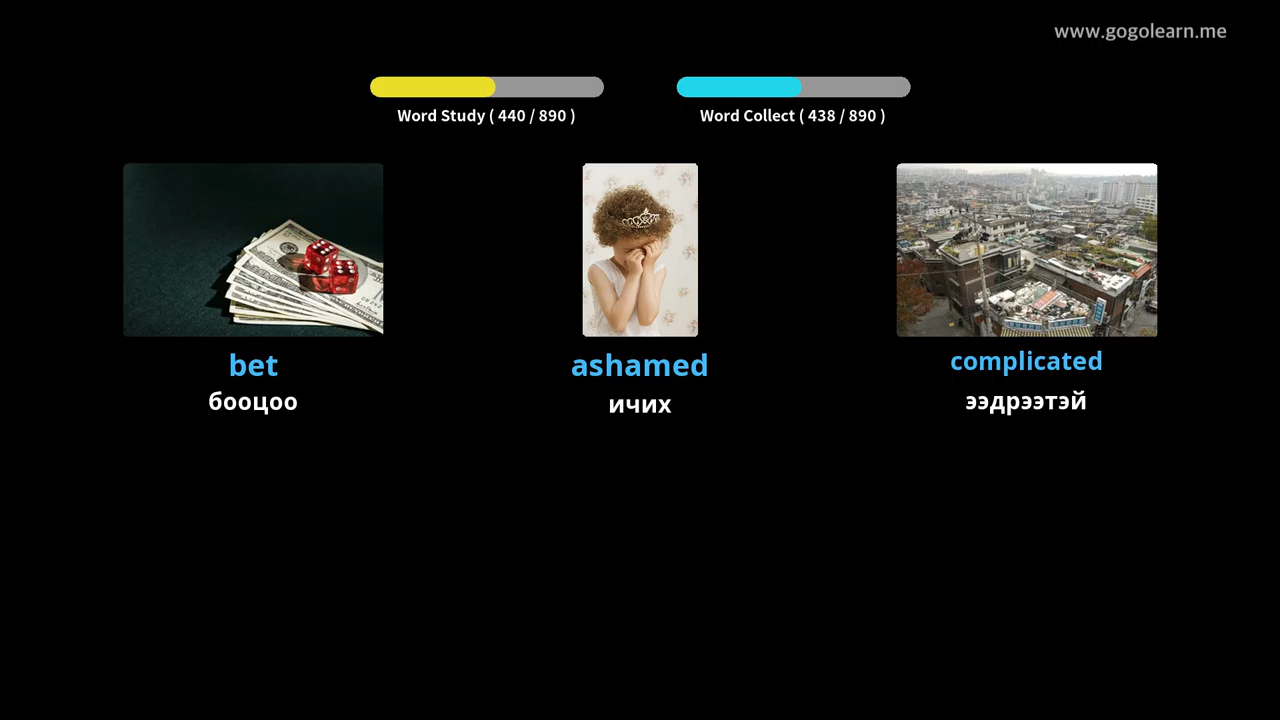 www.gogolearn.me
Word Study ( 440 / 890 )
Word Collect ( 438 / 890 )
bet
ashamed
complicated
бооцоо
ичих
ээдрээтэй